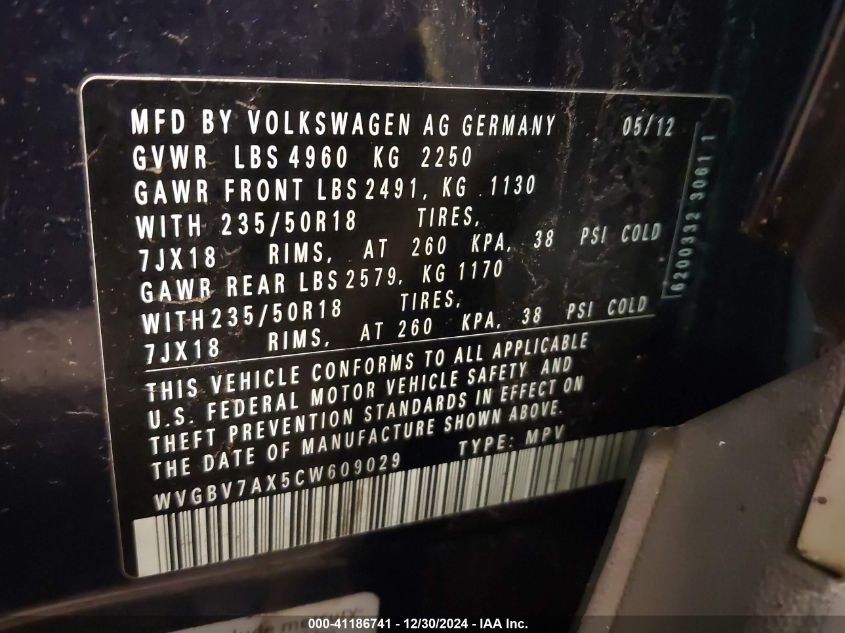 MFD BY VOLKSWAGEN AG GERMANY 05/12
GVWR LBS 4960 KG 2250
GAWR FRONT LBS 2491, KG 1130
WITH 235/50R18 TIRES,
7JX18 RIMS, AT 260 KPA, 38 PSI COLD
GAWR REAR LBS 2579, KG 1170
WITH 235/50R18 TIRES,
7JX18 RIMS, AT 260 KPA, 38 PSI COLD
THIS VEHICLE CONFORMS TO ALL APPLICABLE
U.S. FEDERAL MOTOR VEHICLE SAFETY AND
THEFT PREVENTION STANDARDS IN EFFECT ON
THE DATE OF MANUFACTURE SHOWN ABOVE.
WVGBV7AX5CW609029 TYPE: MPV
6200332 3061 1
mercury
000-41186741 - 12/30/2024 - IAA Inc.